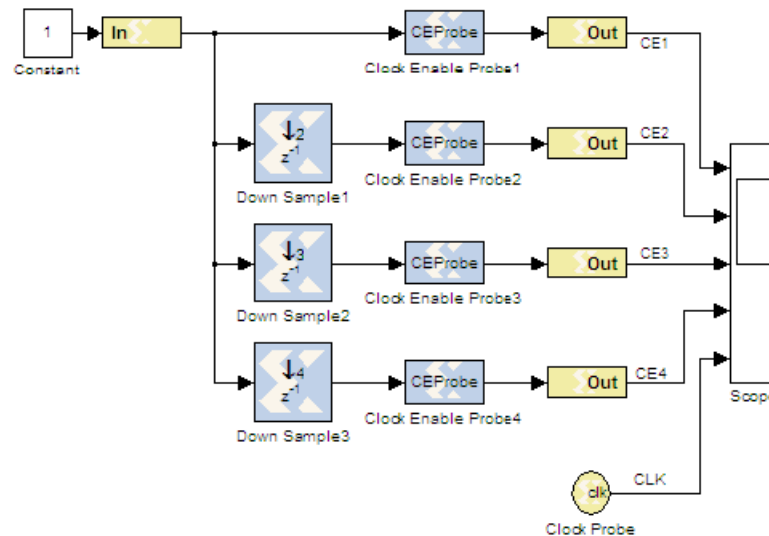 1
Constant
In
CEProbe
Clock Enable Probe1
Out
CE1
↓2
z-1
Down Sample1
CEProbe
Clock Enable Probe2
Out
CE2
↓3
z-1
Down Sample2
CEProbe
Clock Enable Probe3
Out
CE3
↓4
z-1
Down Sample3
CEProbe
Clock Enable Probe4
Out
CE4
Scope
clk
CLK
Clock Probe